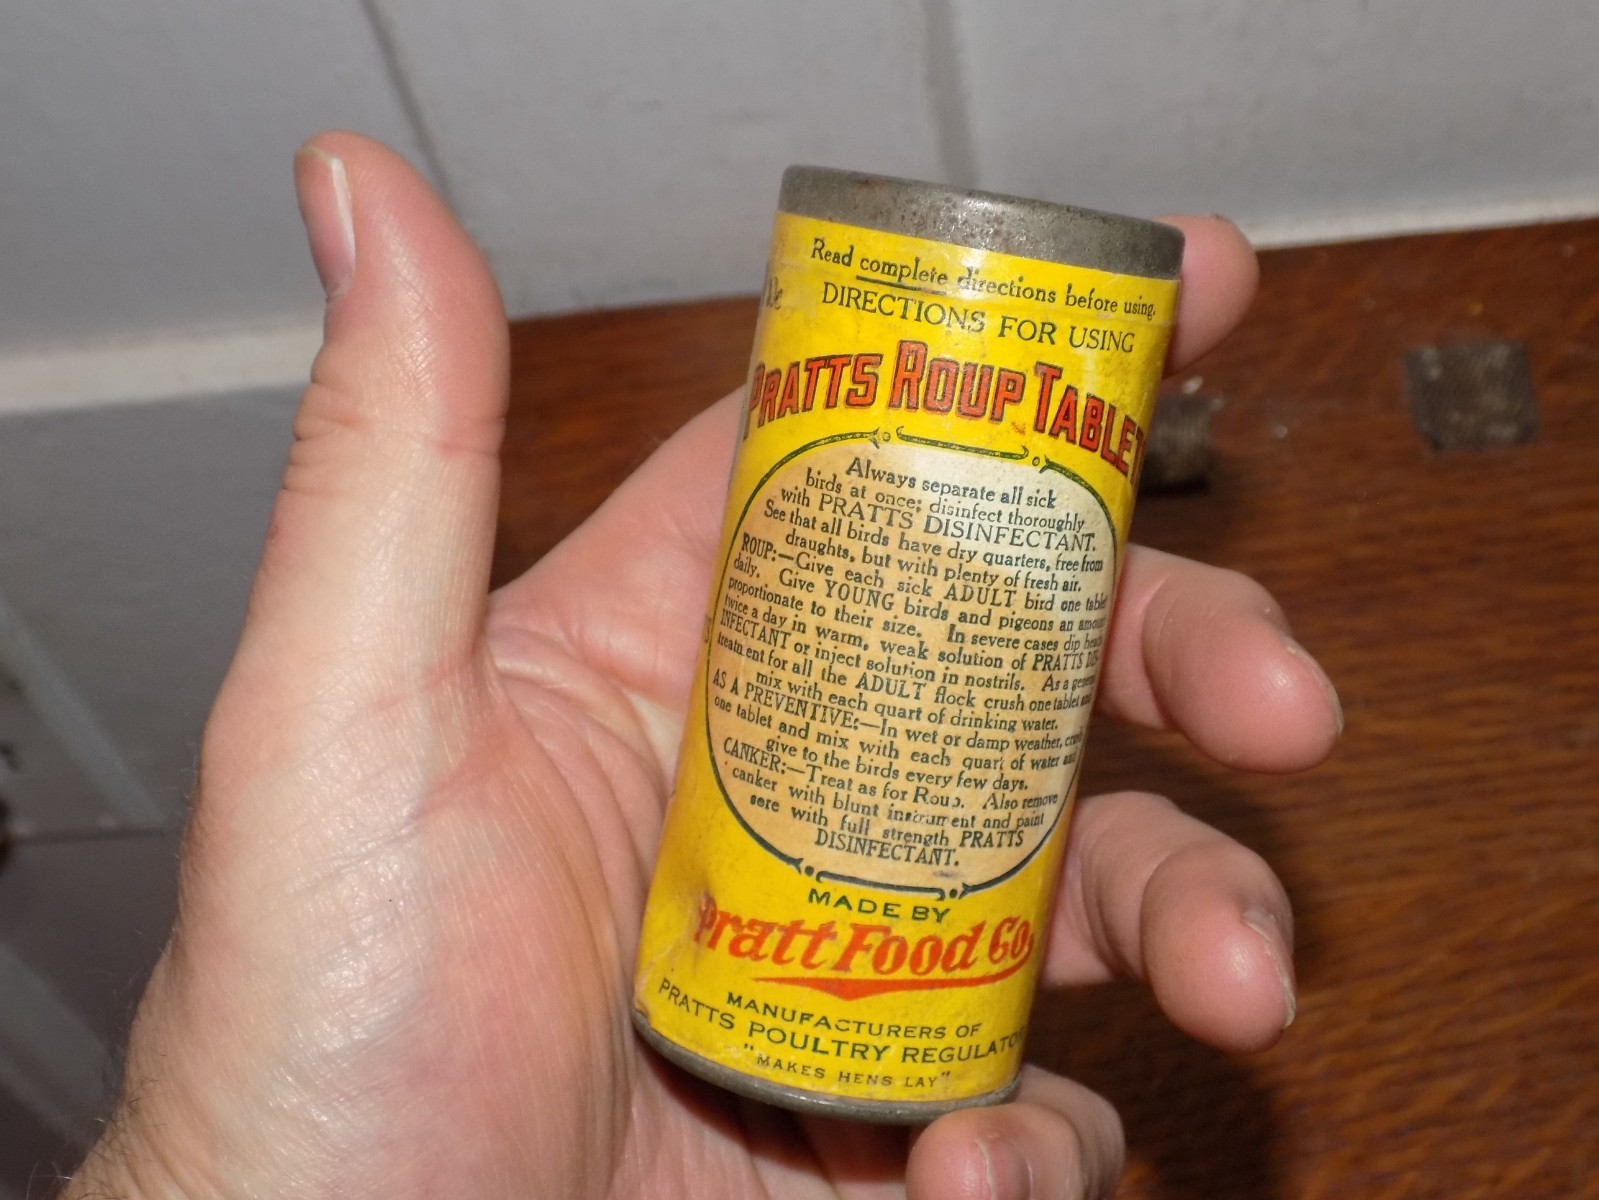 Read complete directions before using.
DIRECTIONS FOR USING
PRATTS ROUP TABLET
Always separate all sick
birds at once; disinfect thoroughly
with PRATTS DISINFECTANT.
See that all birds have dry quarters, free from
draughts, but with plenty of fresh air.
ROUP:—Give each sick ADULT bird one tablet
daily. Give YOUNG birds and pigeons an amount
proportionate to their size. In severe cases dip heads
twice a day in warm, weak solution of PRATTS DIS-
INFECTANT or inject solution in nostrils. As a general
treatment for all the ADULT flock crush one tablet and
mix with each quart of drinking water.
AS A PREVENTIVE:—In wet or damp weather, crush
one tablet and mix with each quart of water and
give to the birds every few days.
CANKER:—Treat as for Roup. Also remove
canker with blunt instrument and paint
sore with full strength PRATTS
DISINFECTANT.
MADE BY
Pratt Food Co.
MANUFACTURERS OF
PRATTS POULTRY REGULATO
"MAKES HENS LAY"